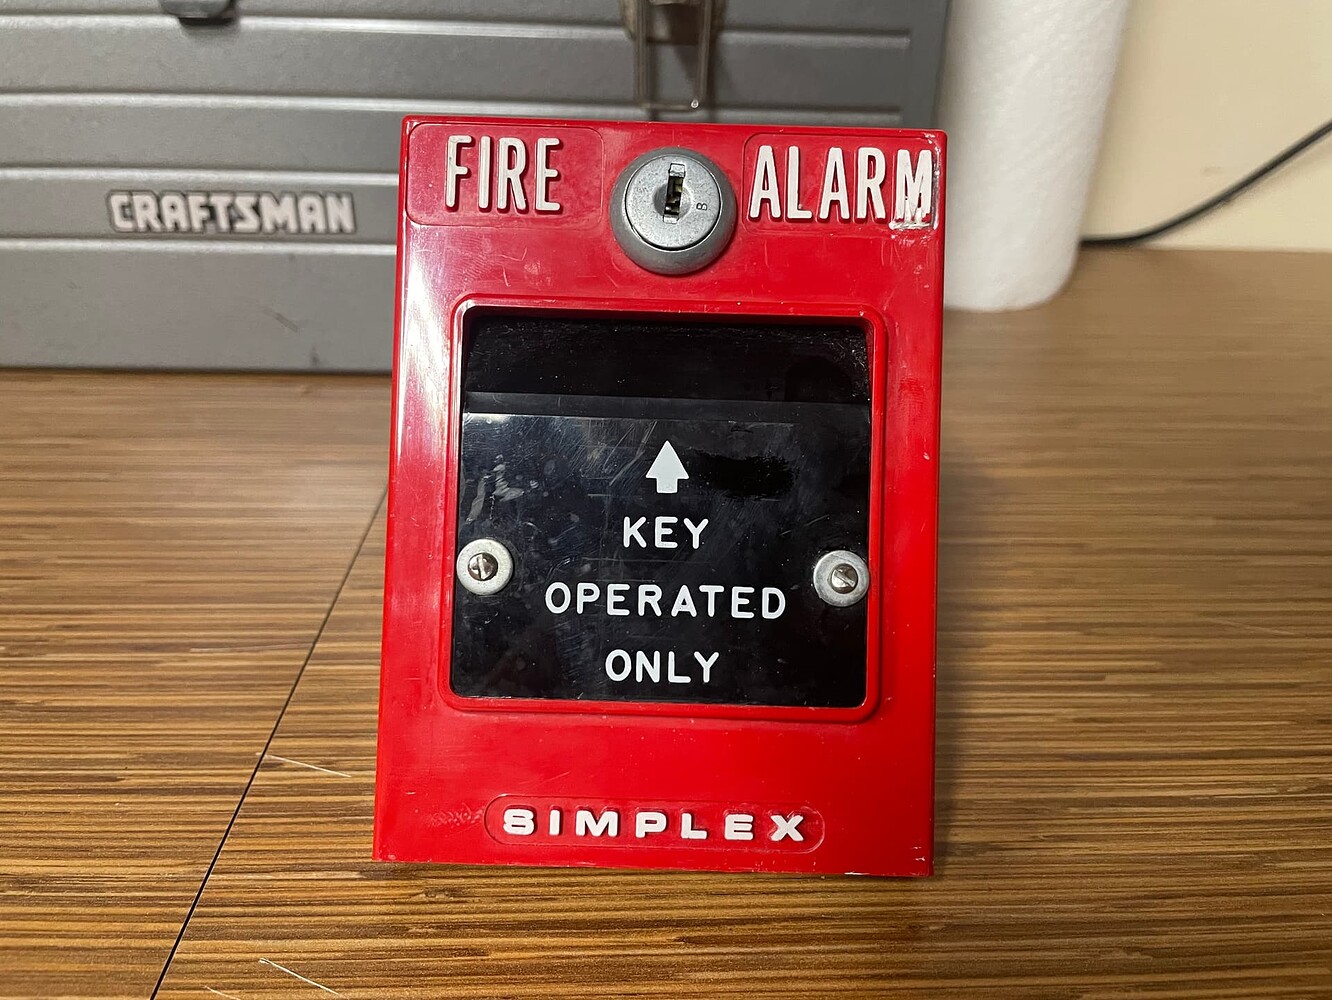 CRAFTSMAN
FIRE ALARM
B
KEY
OPERATED
ONLY
SIMPLEX